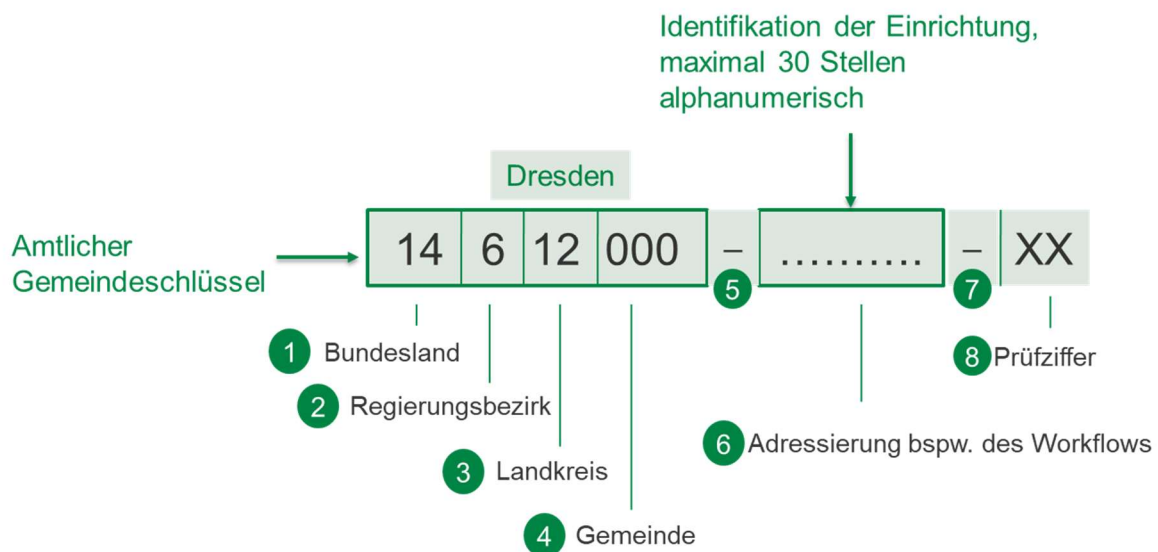 Identifikation der Einrichtung,
maximal 30 Stellen
alphanumerisch
Dresden
Amtlicher
Gemeindeschlüssel
14 6 12 000 – .......... – XX
5 7
1 Bundesland
8 Prüfziffer
2 Regierungsbezirk
6 Adressierung bspw. des Workflows
3 Landkreis
4 Gemeinde